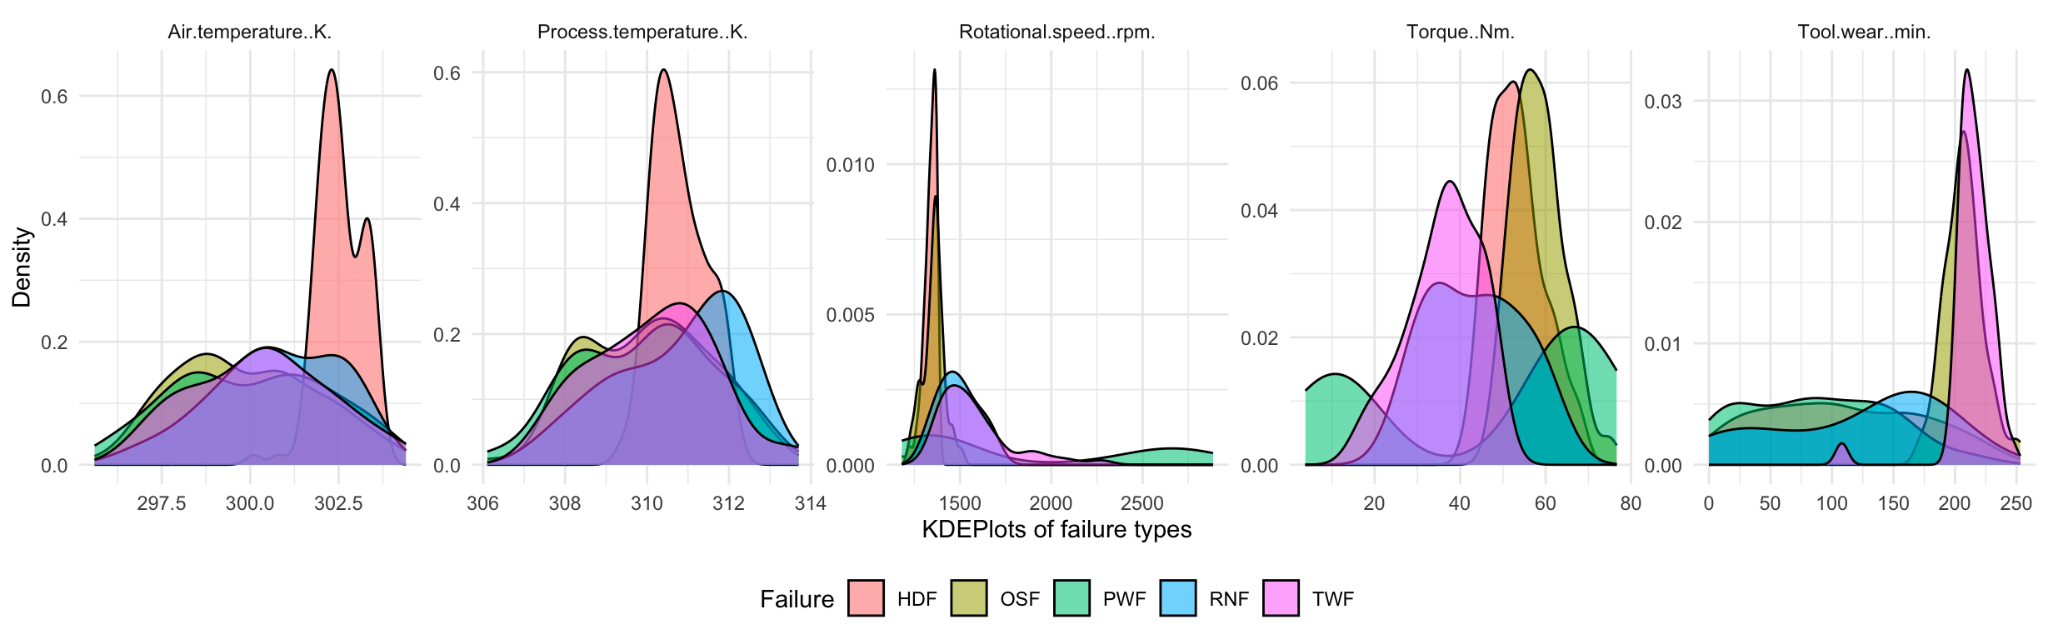 Air.temperature..K. Process.temperature..K. Rotational.speed..rpm. Torque..Nm. Tool.wear..min.
Density
0.6
0.4
0.2
0.0
297.5 300.0 302.5
0.6
0.4
0.2
0.0
306 308 310 312 314
0.010
0.005
0.000
1500 2000 2500
0.06
0.04
0.02
0.00
20 40 60 80
0.03
0.02
0.01
0.00
0 50 100 150 200 250
KDEPlots of failure types
Failure HDF OSF PWF RNF TWF